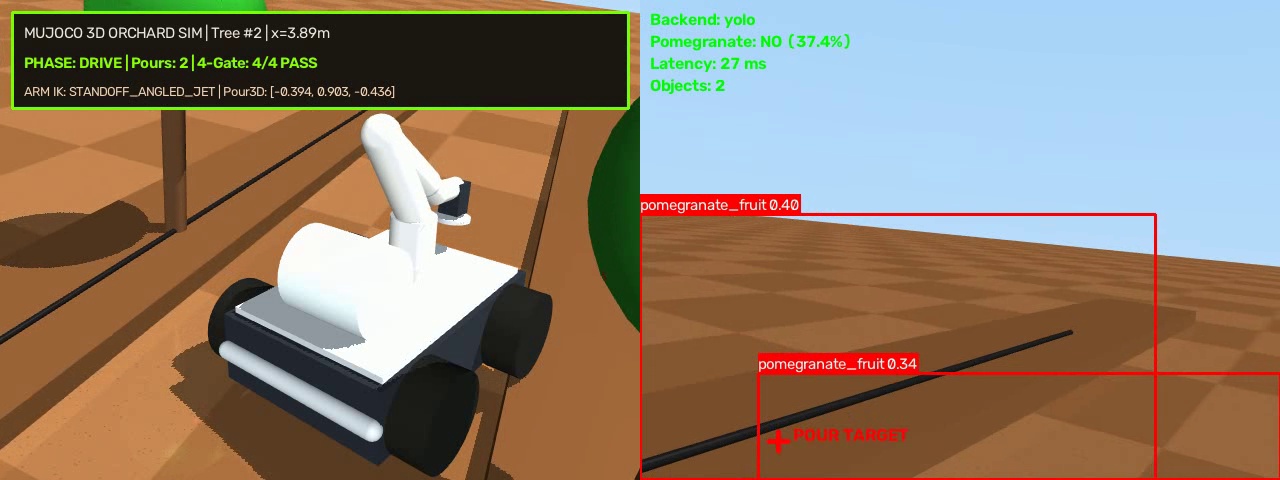 MUJOCO 3D ORCHARD SIM | Tree #2 | x=3.89m
PHASE: DRIVE | Pours: 2 | 4-Gate: 4/4 PASS
ARM IK: STANDOFF_ANGLED_JET | Pour3D: [-0.394, 0.903, -0.436]
Backend: yolo
Pomegranate: NO (37.4%)
Latency: 27 ms
Objects: 2
pomegranate_fruit 0.40
pomegranate_fruit 0.34
POUR TARGET